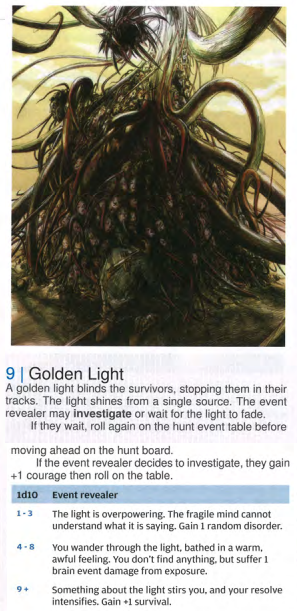 9 | Golden Light
A golden light blinds the survivors, stopping them in their
tracks. The light shines from a single source. The event
revealer may investigate or wait for the light to fade.
If they wait, roll again on the hunt event table before
moving ahead on the hunt board.
If the event revealer decides to investigate, they gain
+1 courage then roll on the table.
1d10 Event revealer
1 - 3 The light is overpowering. The fragile mind cannot
understand what it is saying. Gain 1 random disorder.
4 - 8 You wander through the light, bathed in a warm,
awful feeling. You don't find anything, but suffer 1
brain event damage from exposure.
9 + Something about the light stirs you, and your resolve
intensifies. Gain +1 survival.